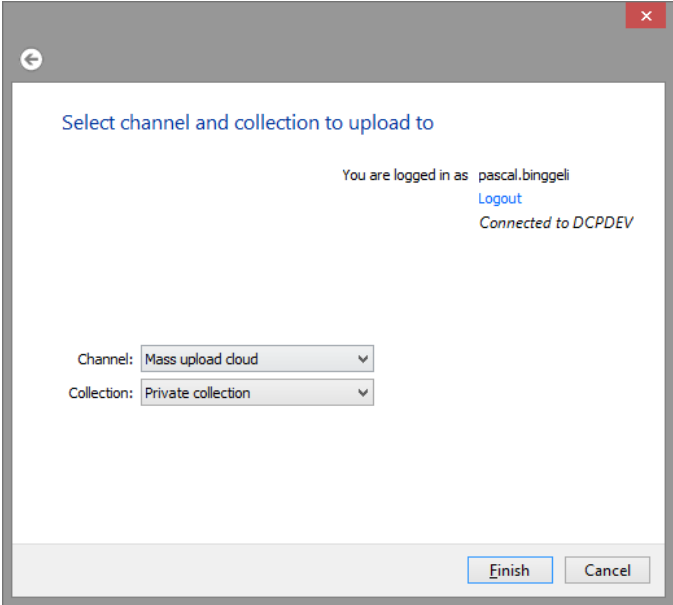 Select channel and collection to upload to
You are logged in as pascal.binggeli
Logout
Connected to DCPDEV
Channel: Mass upload cloud
Collection: Private collection
Finish Cancel